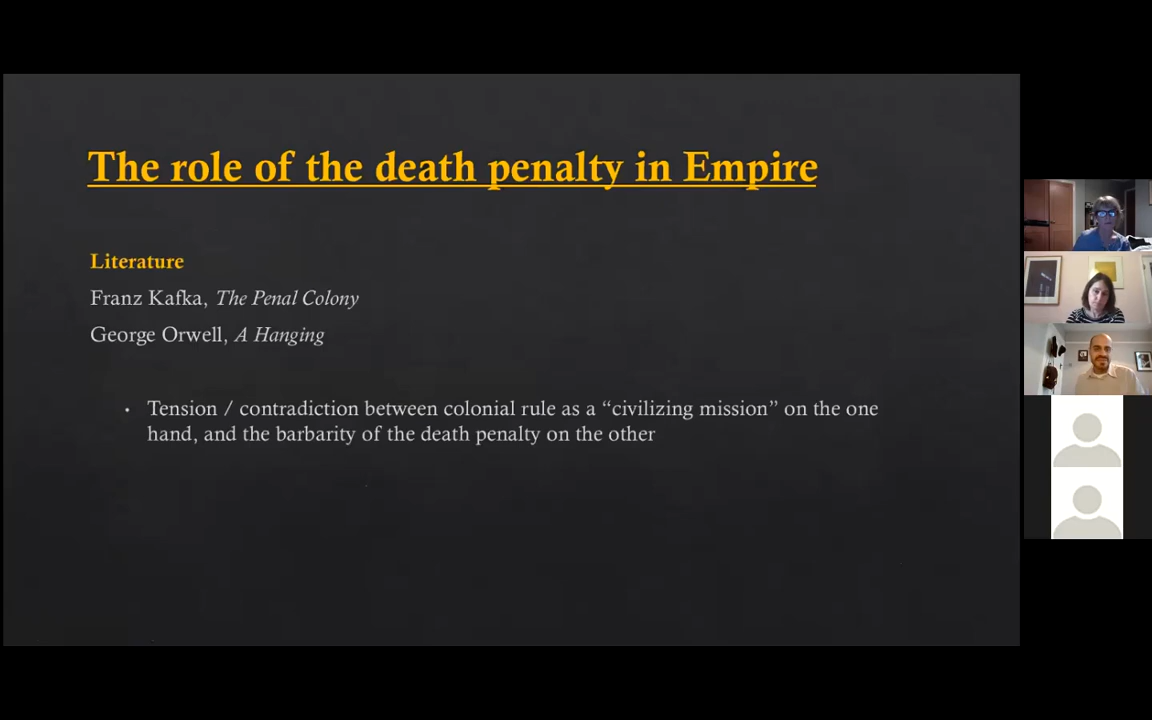 The role of the death penalty in Empire
Literature
Franz Kafka, The Penal Colony
George Orwell, A Hanging
• Tension / contradiction between colonial rule as a “civilizing mission” on the one
hand, and the barbarity of the death penalty on the other